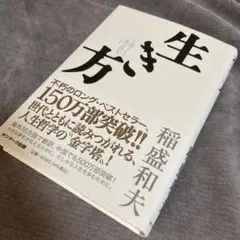 生き方
不朽のロング・ベストセラー
150万部突破!!
世代とともに読みつがれる、
人生哲学の"金字塔"!
稲盛和夫
サンマーク出版